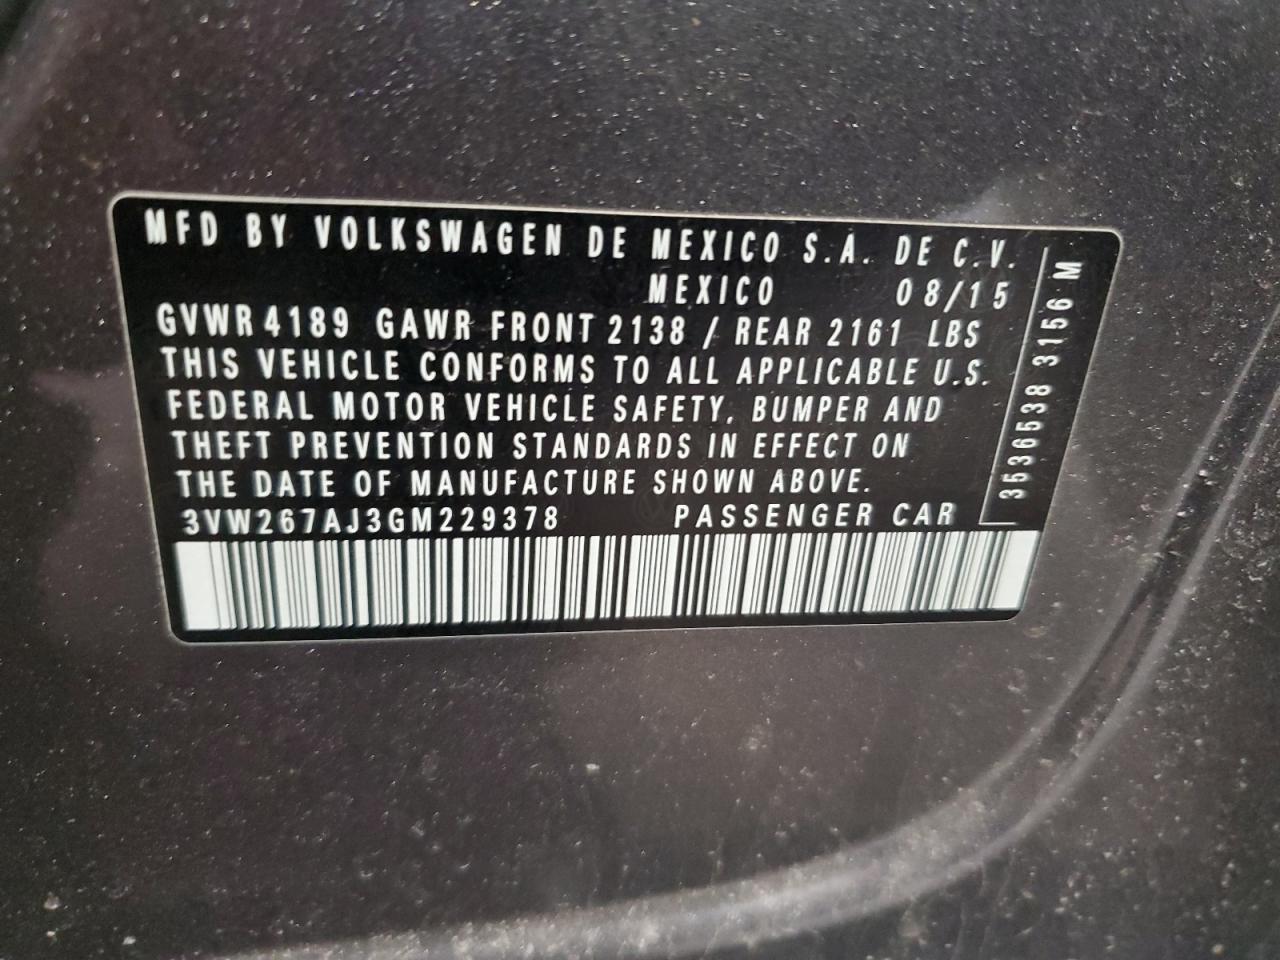 MFD BY VOLKSWAGEN DE MEXICO S.A. DE C.V.
MEXICO 08/15
GVWR 4189 GAWR FRONT 2138 / REAR 2161 LBS
THIS VEHICLE CONFORMS TO ALL APPLICABLE U.S.
FEDERAL MOTOR VEHICLE SAFETY, BUMPER AND
THEFT PREVENTION STANDARDS IN EFFECT ON
THE DATE OF MANUFACTURE SHOWN ABOVE.
3VW267AJ3GM229378 PASSENGER CAR
3536538 3156 M